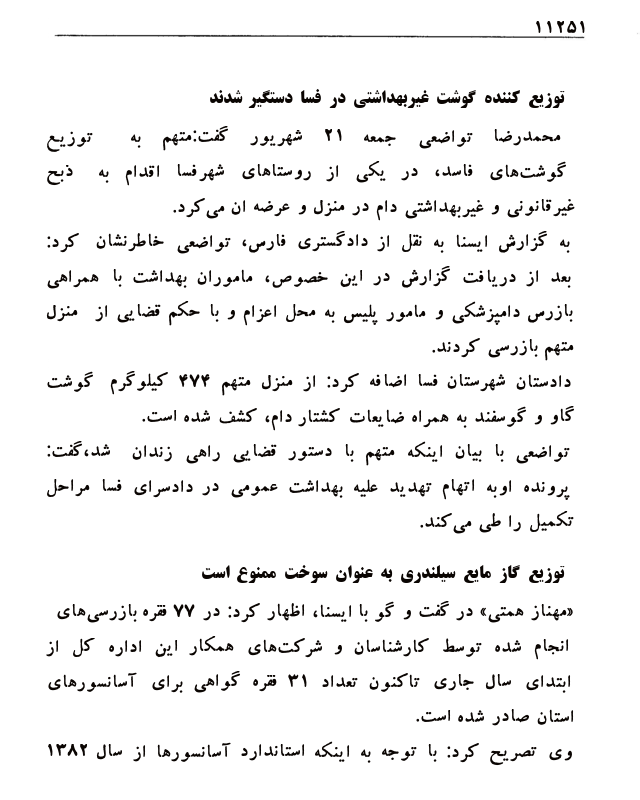 ۱۱۲۵۱
توزیع کننده گوشت غیربهداشتی در فسا دستگیر شدند
محمدرضا تواضعی جمعه ۲۱ شهریور گفت:متهم به توزیع
گوشت‌های فاسد، در یکی از روستاهای شهرفسا اقدام به ذبح
غیرقانونی و غیربهداشتی دام در منزل و عرضه ان می‌کرد.
به گزارش ایسنا به نقل از دادگستری فارس، تواضعی خاطرنشان کرد:
بعد از دریافت گزارش در این خصوص، ماموران بهداشت با همراهی
بازرس دامپزشکی و مامور پلیس به محل اعزام و با حکم قضایی از منزل
متهم بازرسی کردند.
دادستان شهرستان فسا اضافه کرد: از منزل متهم ۴۷۴ کیلوگرم گوشت
گاو و گوسفند به همراه ضایعات کشتار دام، کشف شده است.
تواضعی با بیان اینکه متهم با دستور قضایی راهی زندان شد،گفت:
پرونده اوبه اتهام تهدید علیه بهداشت عمومی در دادسرای فسا مراحل
تکمیل را طی می‌کند.
توزیع گاز مایع سیلندری به عنوان سوخت ممنوع است
«مهناز همتی» در گفت و گو با ایسنا، اظهار کرد: در ۷۷ فقره بازرسی‌های
انجام شده توسط کارشناسان و شرکت‌های همکار این اداره کل از
ابتدای سال جاری تاکنون تعداد ۳۱ فقره گواهی برای آسانسورهای
استان صادر شده است.
وی تصریح کرد: با توجه به اینکه استاندارد آسانسورها از سال ۱۳۸۲